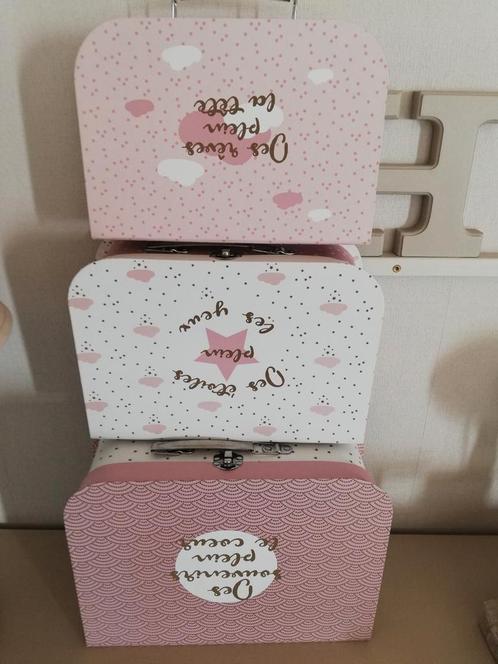 Des rêves
plein
la tête
Des étoiles
plein
les yeux
Des
souvenirs
plein
le coeur